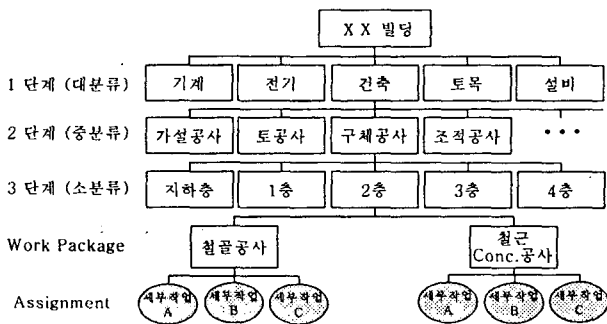 X X 빌딩
1 단계 (대분류) 기계 전기 건축 토목 설비
2 단계 (중분류) 가설공사 토공사 구체공사 조적공사 •••
3 단계 (소분류) 지하층 1층 2층 3층 4층
Work Package 철골공사 철근
Conc.공사
Assignment 세부작업 A 세부작업 B 세부작업 C 세부작업 A 세부작업 B 세부작업 C